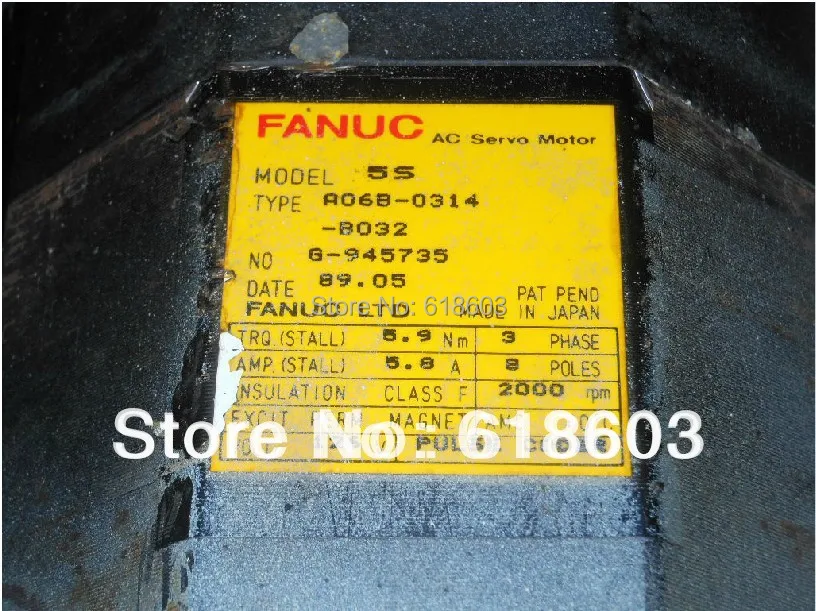 FANUC AC Servo Motor
MODEL 5S
TYPE A06B-0314
-B032
NO G-945735
DATE 89.05
Store No: 618603
PAT PEND
FANUC LTD MADE IN JAPAN
TRQ.(STALL) 5.9 Nm 3 PHASE
AMP.(STALL) 5.8 A 8 POLES
INSULATION CLASS F 2000 rpm
MAGNET
Store No: 618603